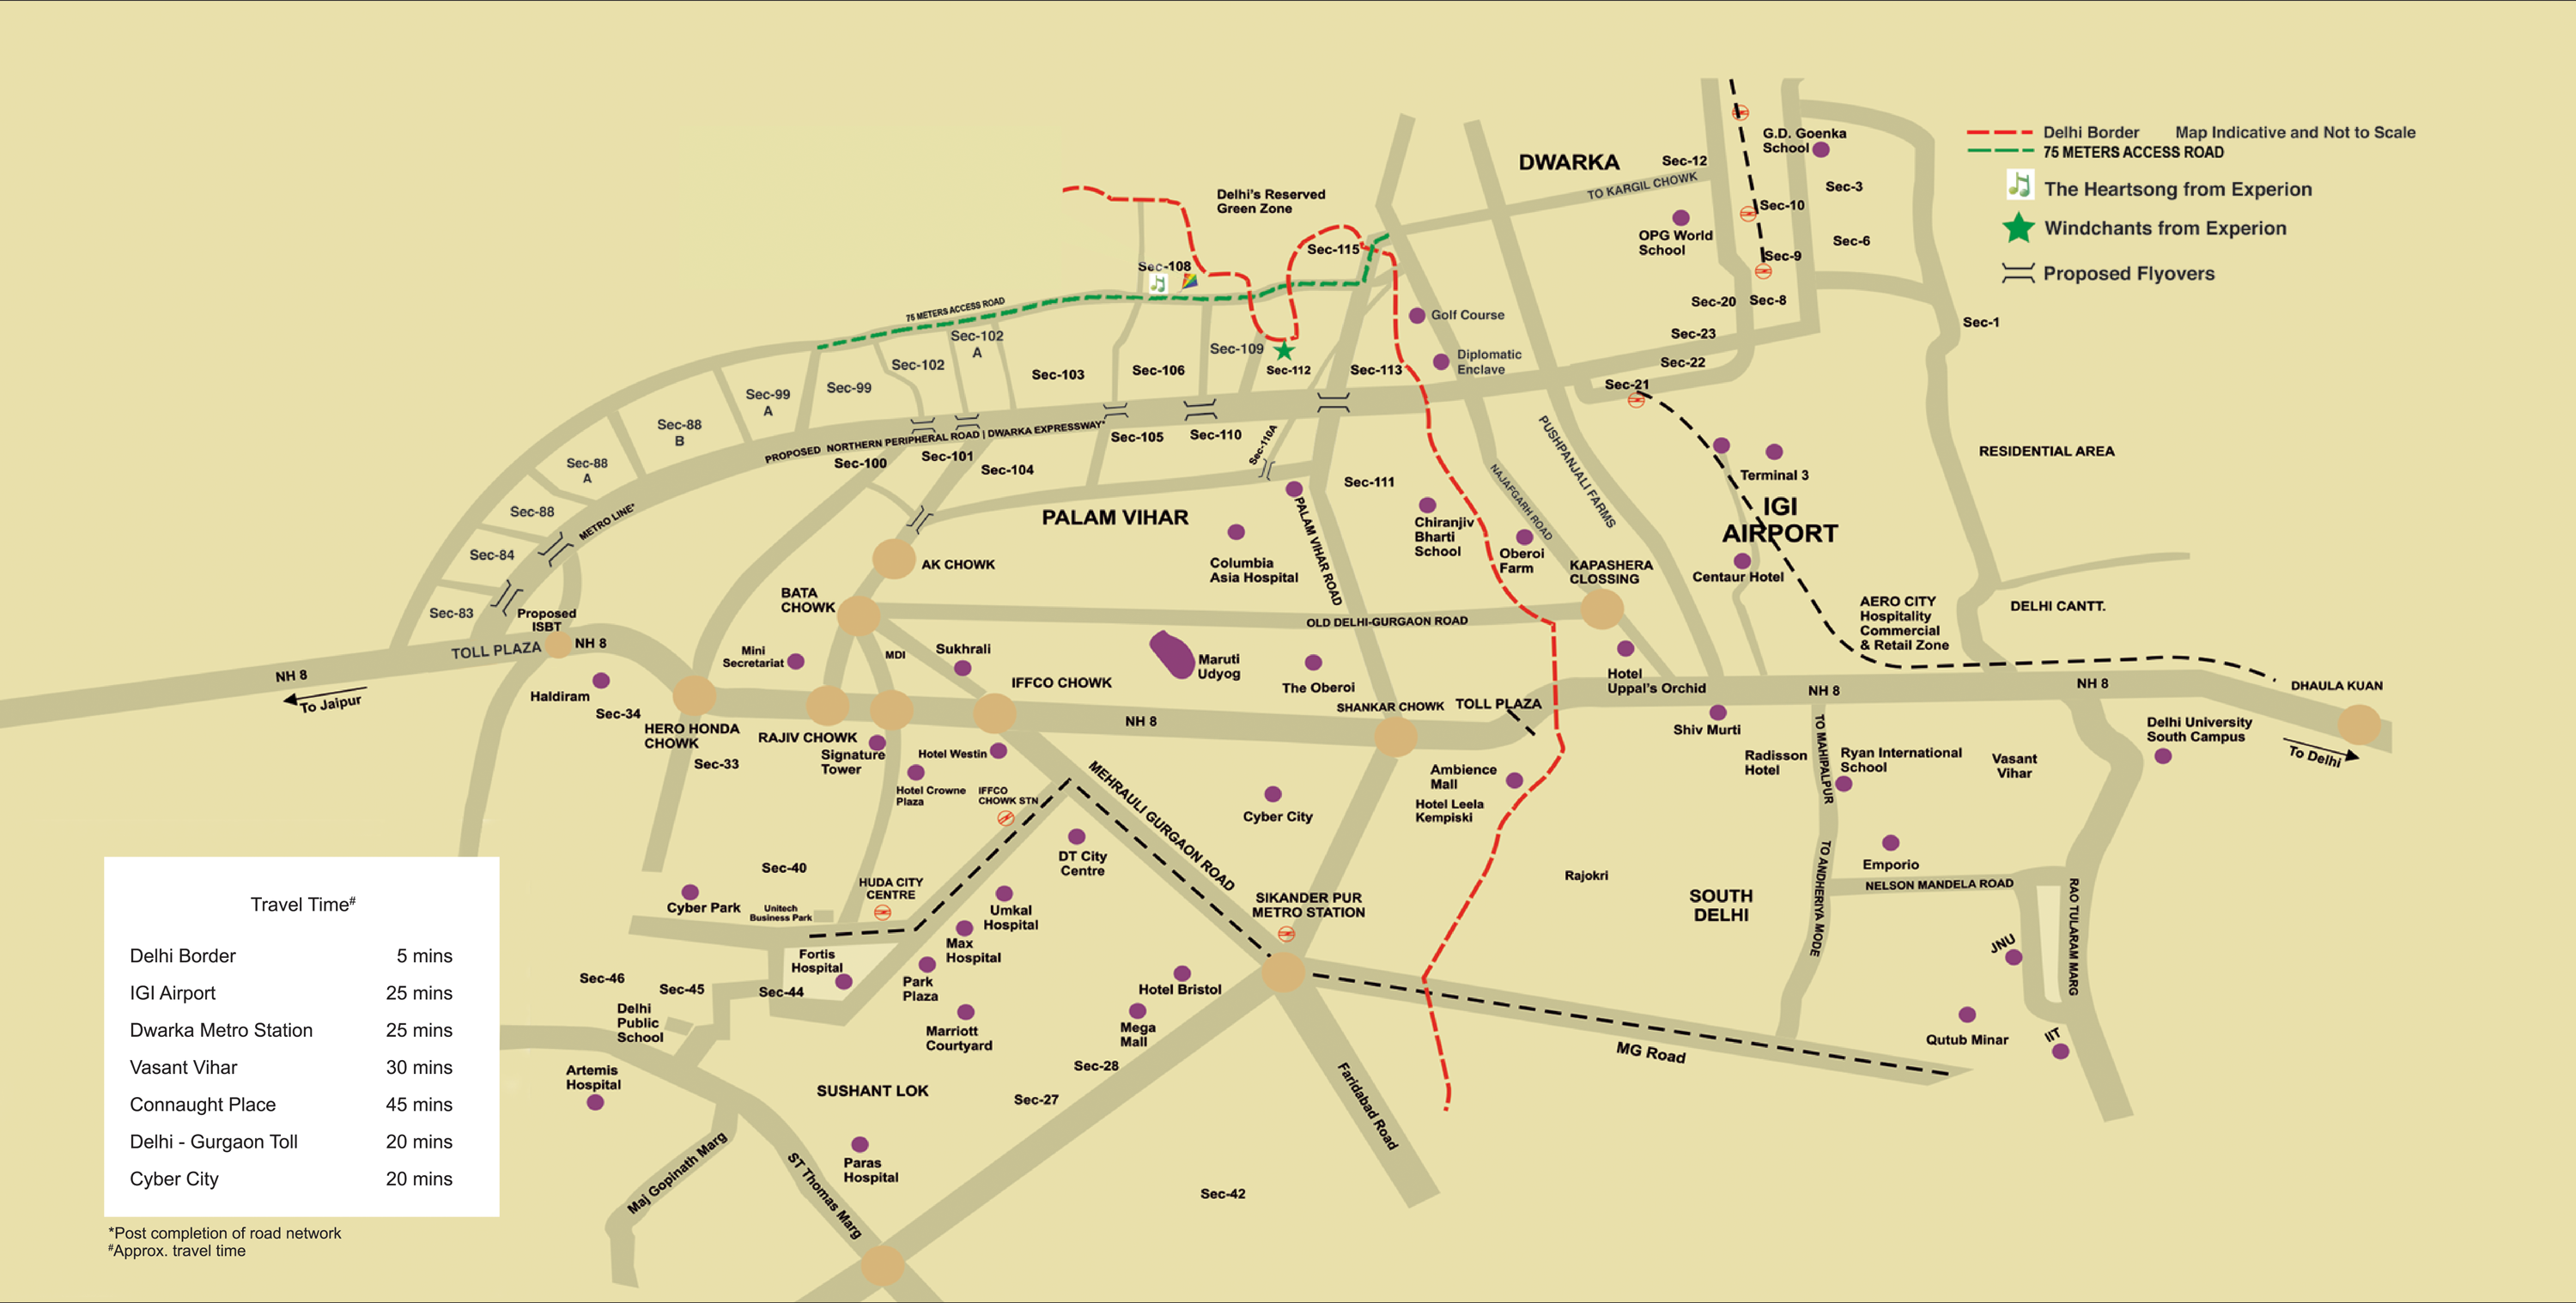 Delhi Border
Map Indicative and Not to Scale
75 METERS ACCESS ROAD
The Heartsong from Experion
Windchants from Experion
Proposed Flyovers
DWARKA
Sec-12
TO KARGIL CHOWK
G.D. Goenka
School
Sec-3
Sec-10
Sec-6
OPG World
School
Sec-9
Sec-20
Sec-8
Sec-23
Sec-22
Sec-21
Sec-1
Delhi's Reserved
Green Zone
Sec-115
Sec-108
75 METERS ACCESS ROAD
Golf Course
Diplomatic
Enclave
Sec-102
A
Sec-102
Sec-103
Sec-106
Sec-109
Sec-112
Sec-113
Sec-99
Sec-99
A
Sec-88
B
Sec-88
A
Sec-88
Sec-84
Sec-83
PROPOSED NORTHERN PERIPHERAL ROAD | DWARKA EXPRESSWAY*
METRO LINE*
Sec-100
Sec-101
Sec-104
Sec-105
Sec-110
Sec-110A
Sec-111
PALAM VIHAR
PALAM VIHAR ROAD
Columbia
Asia Hospital
Chiranjiv
Bharti
School
Oberoi
Farm
NAJAFGARH ROAD
PUSHPANJALI FARMS
KAPASHERA
CLOSSING
Terminal 3
IGI
AIRPORT
Centaur Hotel
RESIDENTIAL AREA
AERO CITY
Hospitality
Commercial
& Retail Zone
DELHI CANTT.
AK CHOWK
BATA
CHOWK
OLD DELHI-GURGAON ROAD
Proposed
ISBT
TOLL PLAZA
NH 8
NH 8
To Jaipur
Haldiram
Sec-34
HERO HONDA
CHOWK
Sec-33
Mini
Secretariat
MDI
Sukhrali
IFFCO CHOWK
RAJIV CHOWK
Signature
Tower
Hotel Westin
Hotel Crowne
Plaza
IFFCO
CHOWK STN
NH 8
Maruti
Udyog
The Oberoi
SHANKAR CHOWK
TOLL PLAZA
Hotel
Uppal's Orchid
Shiv Murti
NH 8
NH 8
DHAULA KUAN
To Delhi
Delhi University
South Campus
Radisson
Hotel
TO MAHIPALPUR
Ryan International
School
Vasant
Vihar
Ambience
Mall
Hotel Leela
Kempiski
Cyber City
MEHRAULI GURGAON ROAD
DT City
Centre
Sec-40
HUDA CITY
CENTRE
Cyber Park
Unitech
Business Park
Umkal
Hospital
Max
Hospital
Park
Plaza
Fortis
Hospital
Sec-44
Sec-45
Sec-46
Delhi
Public
School
Artemis
Hospital
Marriott
Courtyard
Hotel Bristol
Mega
Mall
Sec-28
Sec-27
SUSHANT LOK
Paras
Hospital
Maj Gopinath Marg
ST Thomas Marg
Sec-42
SIKANDER PUR
METRO STATION
Faridabad Road
MG Road
Rajokri
SOUTH
DELHI
TO ANDHERIYA MODE
Emporio
NELSON MANDELA ROAD
RAO TULARAM MARG
JNU
Qutub Minar
IIT
Travel Time#
Delhi Border 5 mins
IGI Airport 25 mins
Dwarka Metro Station 25 mins
Vasant Vihar 30 mins
Connaught Place 45 mins
Delhi - Gurgaon Toll 20 mins
Cyber City 20 mins
*Post completion of road network
#Approx. travel time